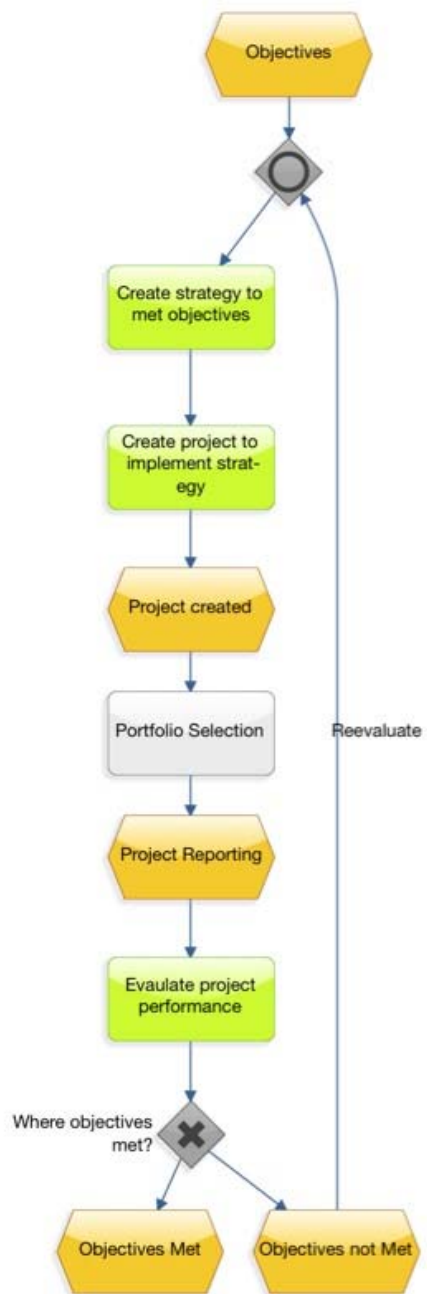 Objectives
Create strategy to
met objectives
Create project to
implement strat-
egy
Project created
Portfolio Selection
Reevaluate
Project Reporting
Evaulate project
performance
Where objectives
met?
Objectives Met
Objectives not Met